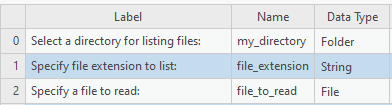 Label Name Data Type
0 Select a directory for listing files: my_directory Folder
1 Specify file extension to list: file_extension String
2 Specify a file to read: file_to_read File